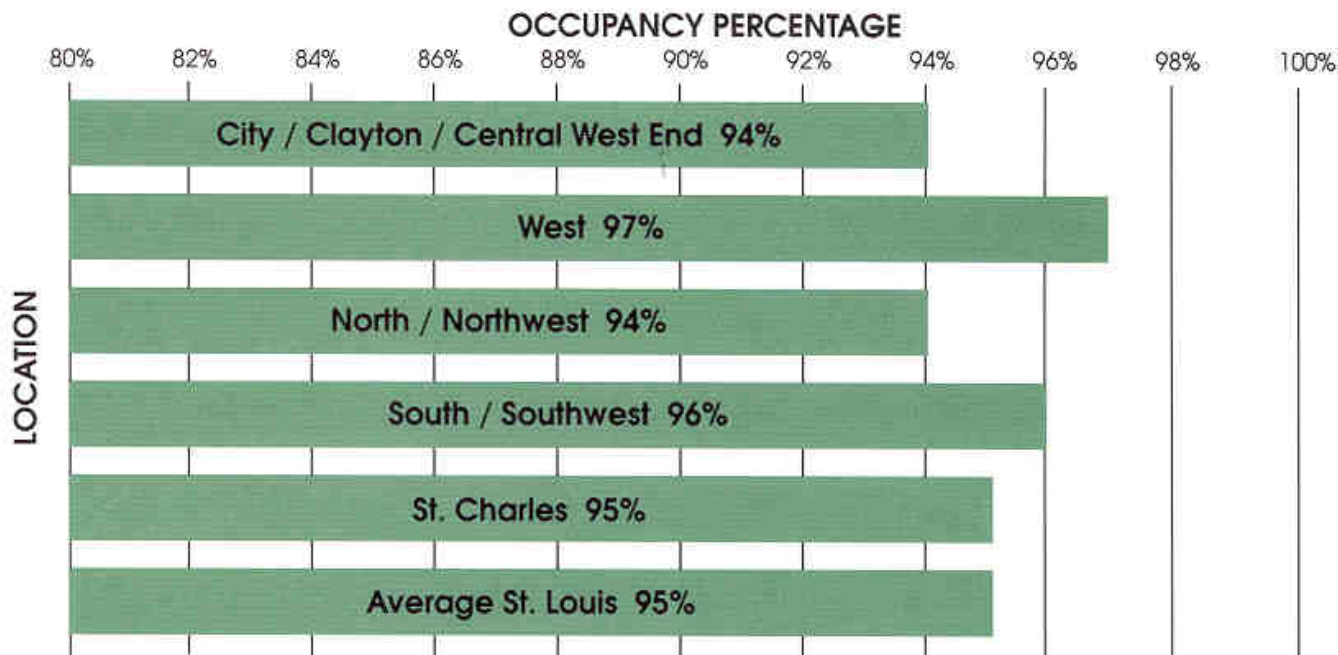 OCCUPANCY PERCENTAGE
80% 82% 84% 86% 88% 90% 92% 94% 96% 98% 100%
City / Clayton / Central West End 94%
West 97%
LOCATION
North / Northwest 94%
South / Southwest 96%
St. Charles 95%
Average St. Louis 95%